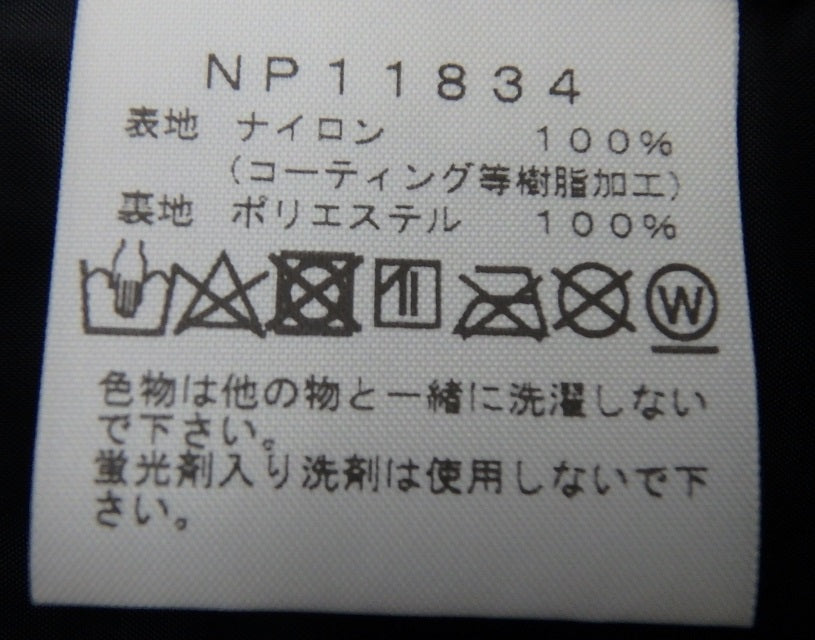 NP11834
表地 ナイロン 100%
(コーティング等樹脂加工)
裏地 ポリエステル 100%
W
色物は他の物と一緒に洗濯しない
で下さい。
蛍光剤入り洗剤は使用しないで下
さい。